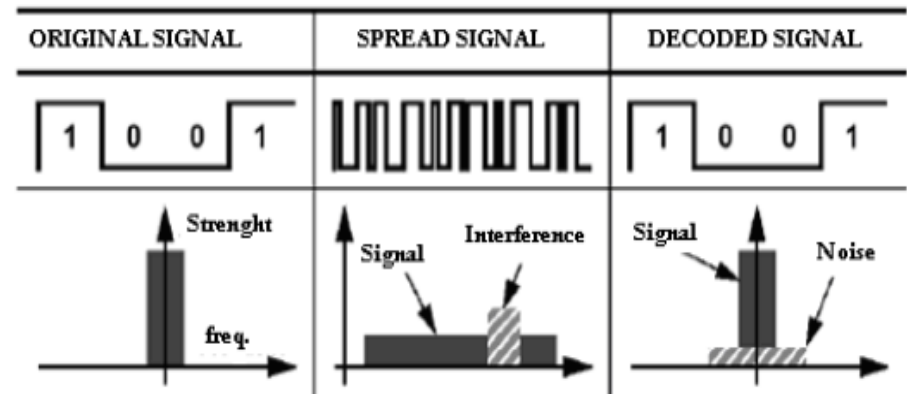 ORIGINAL SIGNAL
SPREAD SIGNAL
DECODED SIGNAL
1 0 0 1
1 0 0 1
Strenght
freq.
Signal
Interference
Signal
Noise